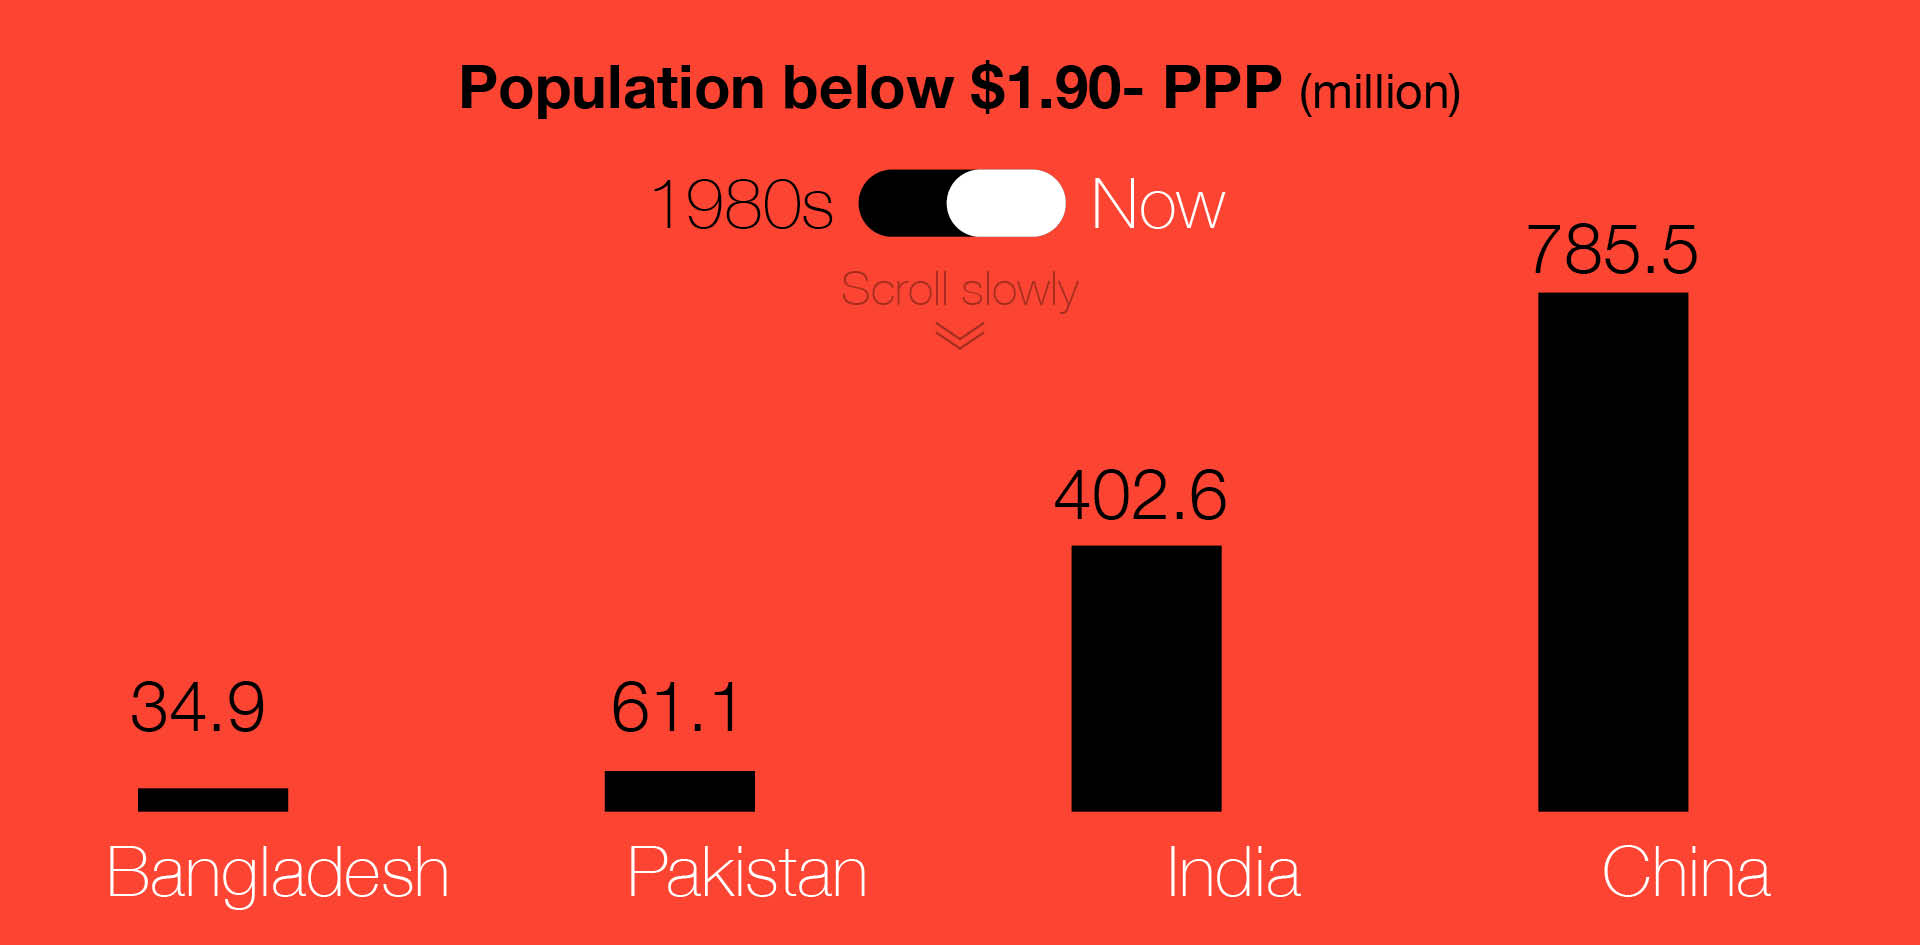 Population below $1.90- PPP (million)
1980s Now
Scroll slowly
785.5
402.6
34.9
61.1
Bangladesh
Pakistan
India
China